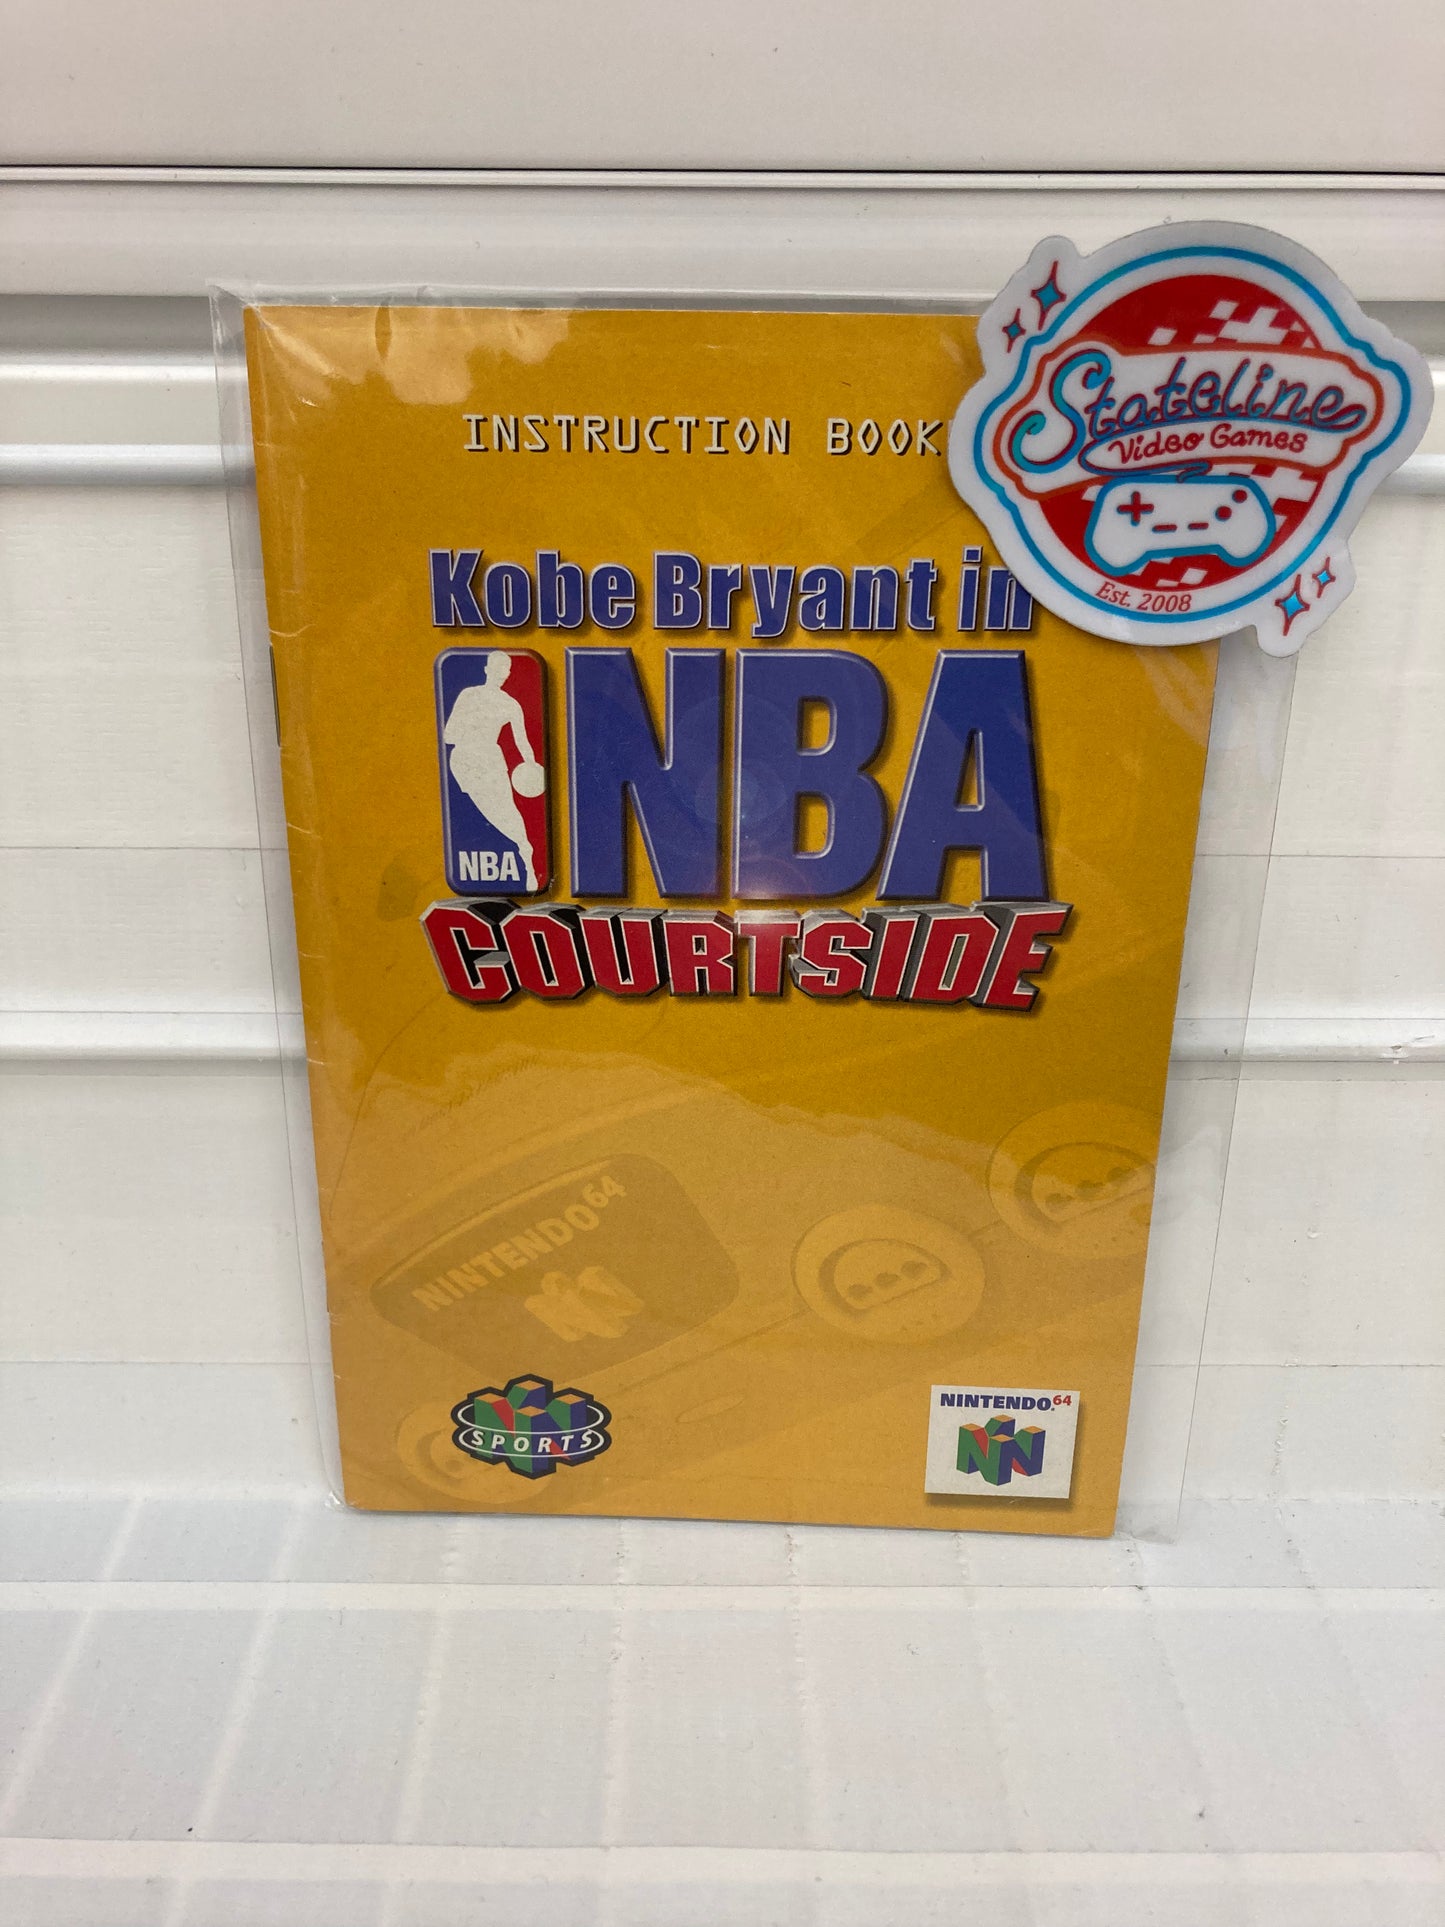 INSTRUCTION BOOK
Stateline
Video Games
Est. 2008
Kobe Bryant in
NBA
NBA
COURTSIDE
NINTENDO64
SPORTS
NINTENDO64